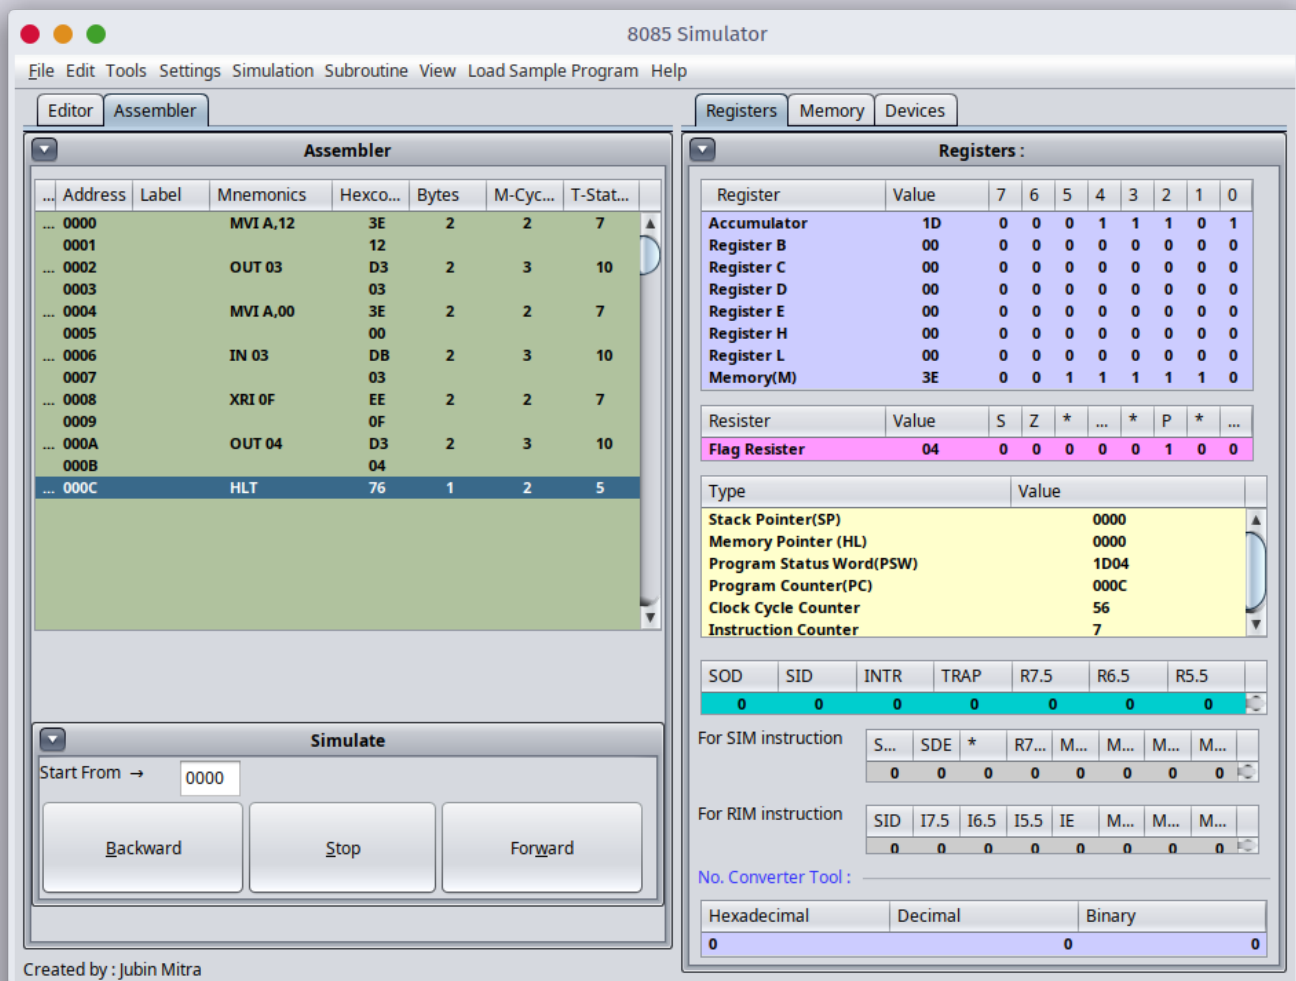 8085 Simulator
File Edit Tools Settings Simulation Subroutine View Load Sample Program Help
Editor Assembler
Assembler
... Address Label Mnemonics Hexco... Bytes M-Cyc... T-Stat...
... 0000 MVI A,12 3E 2 2 7
0001 12
... 0002 OUT 03 D3 2 3 10
0003 03
... 0004 MVI A,00 3E 2 2 7
0005 00
... 0006 IN 03 DB 2 3 10
0007 03
... 0008 XRI 0F EE 2 2 7
0009 0F
... 000A OUT 04 D3 2 3 10
000B 04
... 000C HLT 76 1 2 5
Simulate
Start From → 0000
Backward Stop Forward
Created by : Jubin Mitra
Registers Memory Devices
Registers :
Register Value 7 6 5 4 3 2 1 0
Accumulator 1D 0 0 0 1 1 1 0 1
Register B 00 0 0 0 0 0 0 0 0
Register C 00 0 0 0 0 0 0 0 0
Register D 00 0 0 0 0 0 0 0 0
Register E 00 0 0 0 0 0 0 0 0
Register H 00 0 0 0 0 0 0 0 0
Register L 00 0 0 0 0 0 0 0 0
Memory(M) 3E 0 0 1 1 1 1 1 0
Resister Value S Z * ... * P * ...
Flag Resister 04 0 0 0 0 0 1 0 0
Type Value
Stack Pointer(SP) 0000
Memory Pointer (HL) 0000
Program Status Word(PSW) 1D04
Program Counter(PC) 000C
Clock Cycle Counter 56
Instruction Counter 7
SOD SID INTR TRAP R7.5 R6.5 R5.5
0 0 0 0 0 0 0
For SIM instruction S... SDE * R7... M... M... M... M...
0 0 0 0 0 0 0 0
For RIM instruction SID I7.5 I6.5 I5.5 IE M... M... M...
0 0 0 0 0 0 0 0
No. Converter Tool :
Hexadecimal Decimal Binary
0 0 0